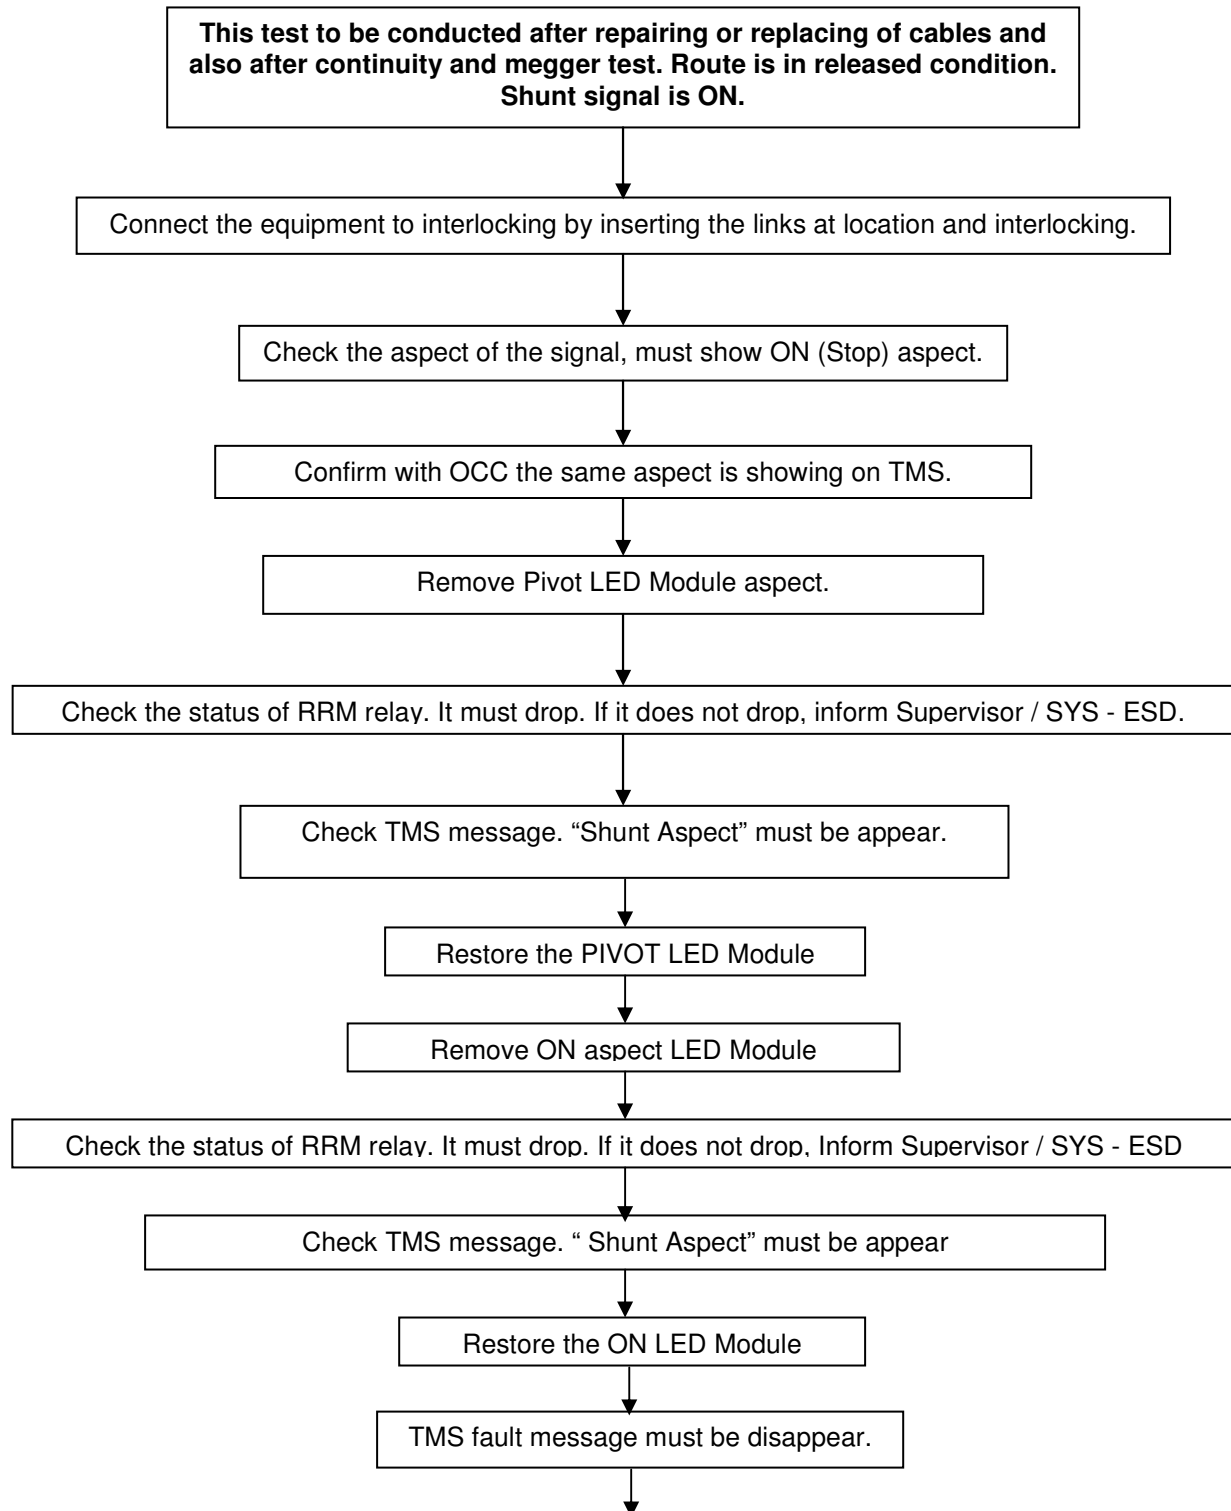 This test to be conducted after repairing or replacing of cables and
also after continuity and megger test. Route is in released condition.
Shunt signal is ON.
Connect the equipment to interlocking by inserting the links at location and interlocking.
Check the aspect of the signal, must show ON (Stop) aspect.
Confirm with OCC the same aspect is showing on TMS.
Remove Pivot LED Module aspect.
Check the status of RRM relay. It must drop. If it does not drop, inform Supervisor / SYS - ESD.
Check TMS message. “Shunt Aspect” must be appear.
Restore the PIVOT LED Module
Remove ON aspect LED Module
Check the status of RRM relay. It must drop. If it does not drop, Inform Supervisor / SYS - ESD
Check TMS message. “ Shunt Aspect” must be appear
Restore the ON LED Module
TMS fault message must be disappear.